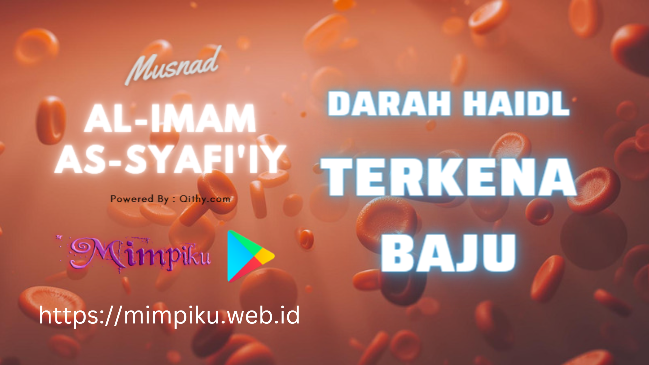 Musnad
AL-IMAM
AS-SYAFI'IY
Powered By : Qithy.com
Mimpiku
https://mimpiku.web.id
DARAH HAIDL
TERKENA
BAJU